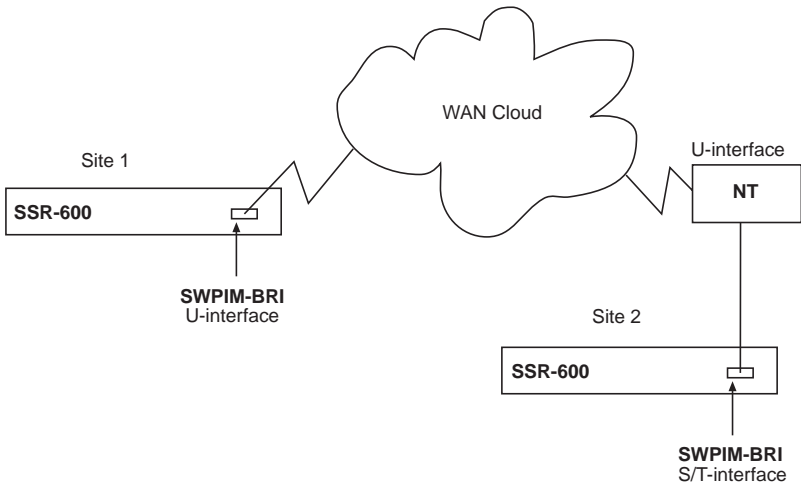 WAN Cloud
U-interface
NT
Site 1
SSR-600
SWPIM-BRI
U-interface
Site 2
SSR-600
SWPIM-BRI
S/T-interface